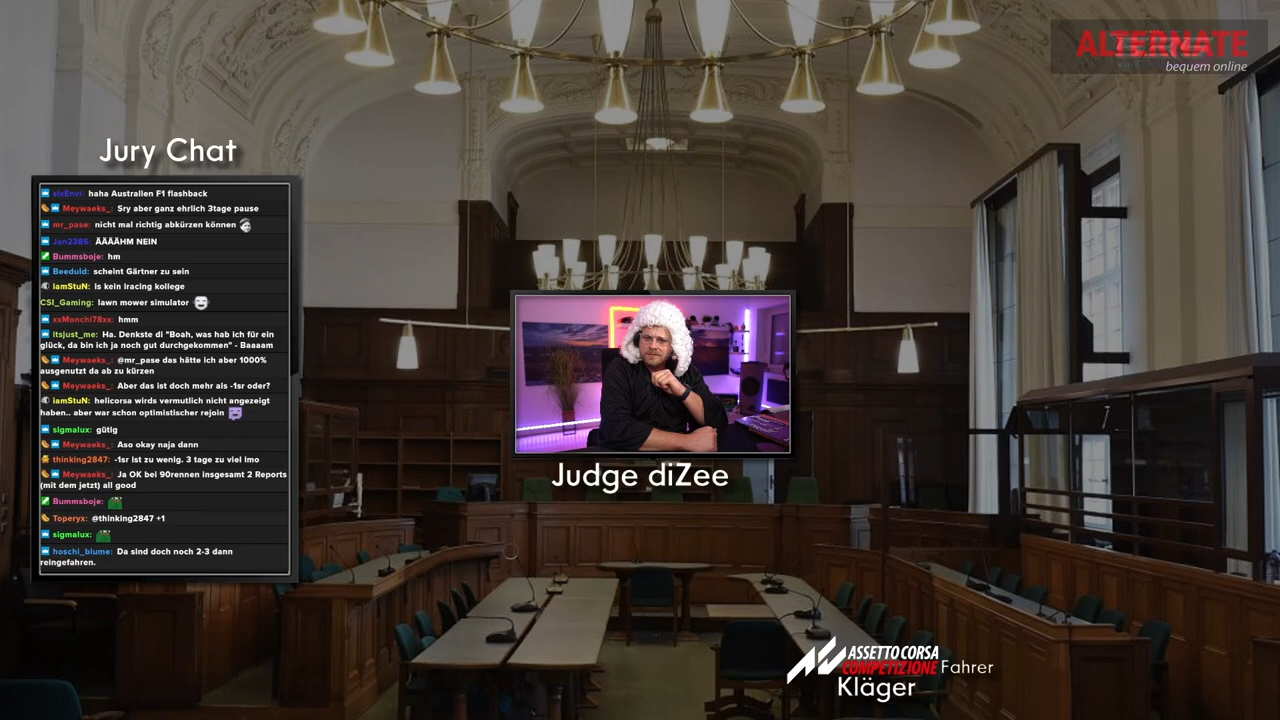 ALTERNATE
bequem online
Jury Chat
sixEnvi: haha Australien F1 flashback
Meywaeks_: Sry aber ganz ehrlich 3tage pause
mr_pase: nicht mal richtig abkürzen können
Jan2385: ÄÄÄÄHM NEIN
Bummsboje: hm
Beeduld: scheint Gärtner zu sein
iamStuN: is kein iracing kollege
CSI_Gaming: lawn mower simulator
xxMonchi78xx: hmm
itsjust_me: Ha. Denkste dI "Boah, was hab ich für ein
glück, da bin ich ja noch gut durchgekommen" - Baaaam
Meywaeks_: @mr_pase das hätte ich aber 1000%
ausgenutzt da ab zu kürzen
Meywaeks_: Aber das ist doch mehr als -1sr oder?
iamStuN: helicorsa wirds vermutlich nicht angezeigt
haben.. aber war schon optimistischer rejoin
sigmalux: gütig
Meywaeks_: Aso okay naja dann
thinking2847: -1sr ist zu wenig. 3 tage zu viel imo
Meywaeks_: Ja OK bei 90rennen insgesamt 2 Reports
(mit dem jetzt) all good
Bummsboje:
Toperyx: @thinking2847 +1
sigmalux:
hoschi_blume: Da sind doch noch 2-3 dann
reingefahren.
Judge diZee
ASSETTO CORSA
COMPETIZIONE Fahrer
Kläger